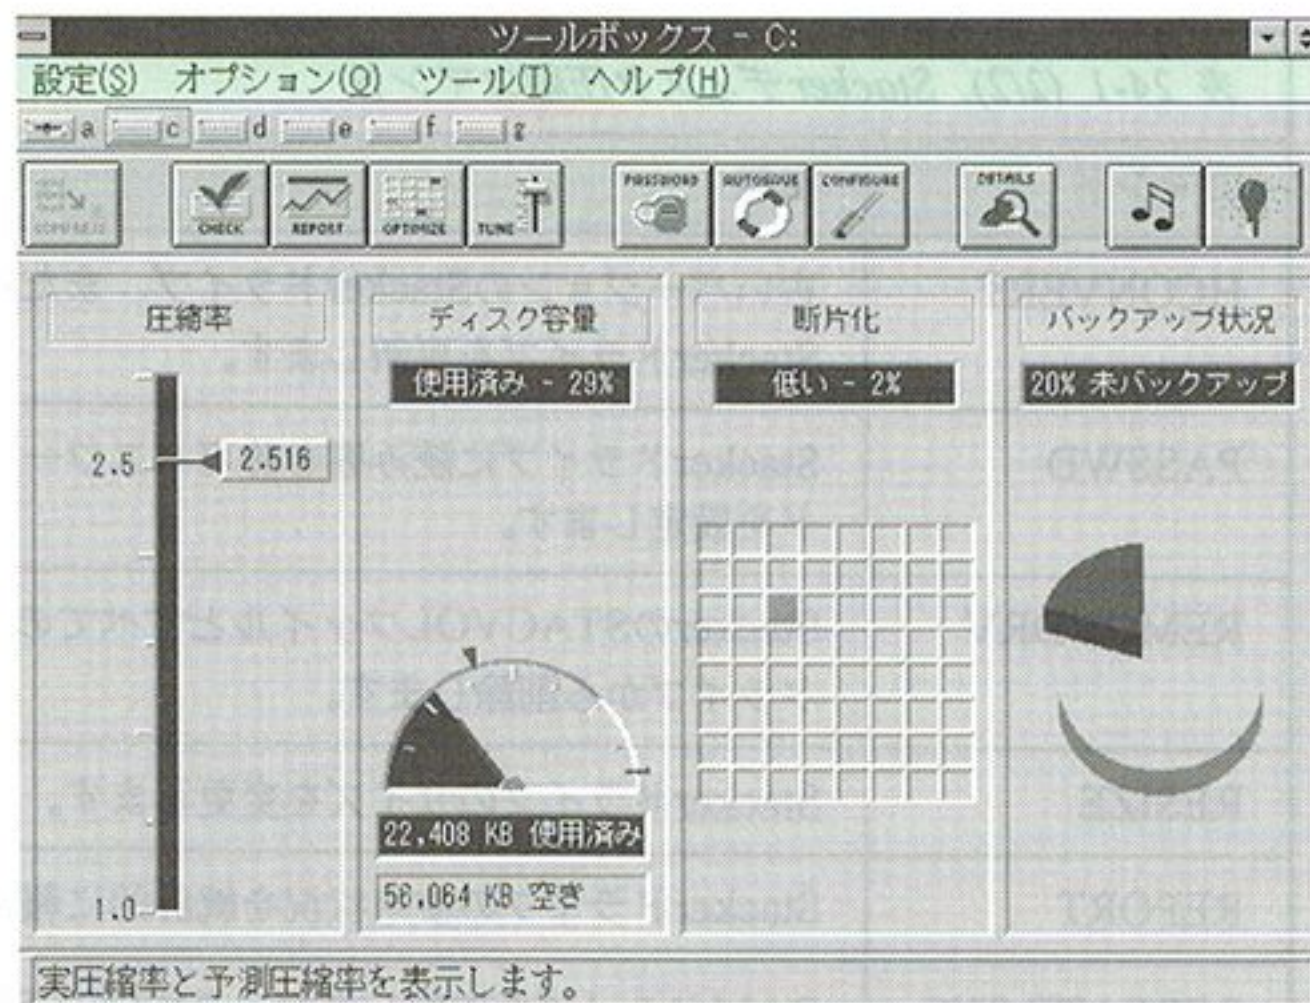 ツールボックス - C:
設定(S) オプション(O) ツール(T) ヘルプ(H)
a c d e f g
CHECK REPORT OPTIMIZE TUNE PASSWORD AUTOSAVE CONFIGURE DETAILS
圧縮率
2.5
2.516
1.0
ディスク容量
使用済み - 29%
22,408 KB 使用済み
56,064 KB 空き
断片化
低い - 2%
バックアップ状況
20% 未バックアップ
実圧縮率と予測圧縮率を表示します。